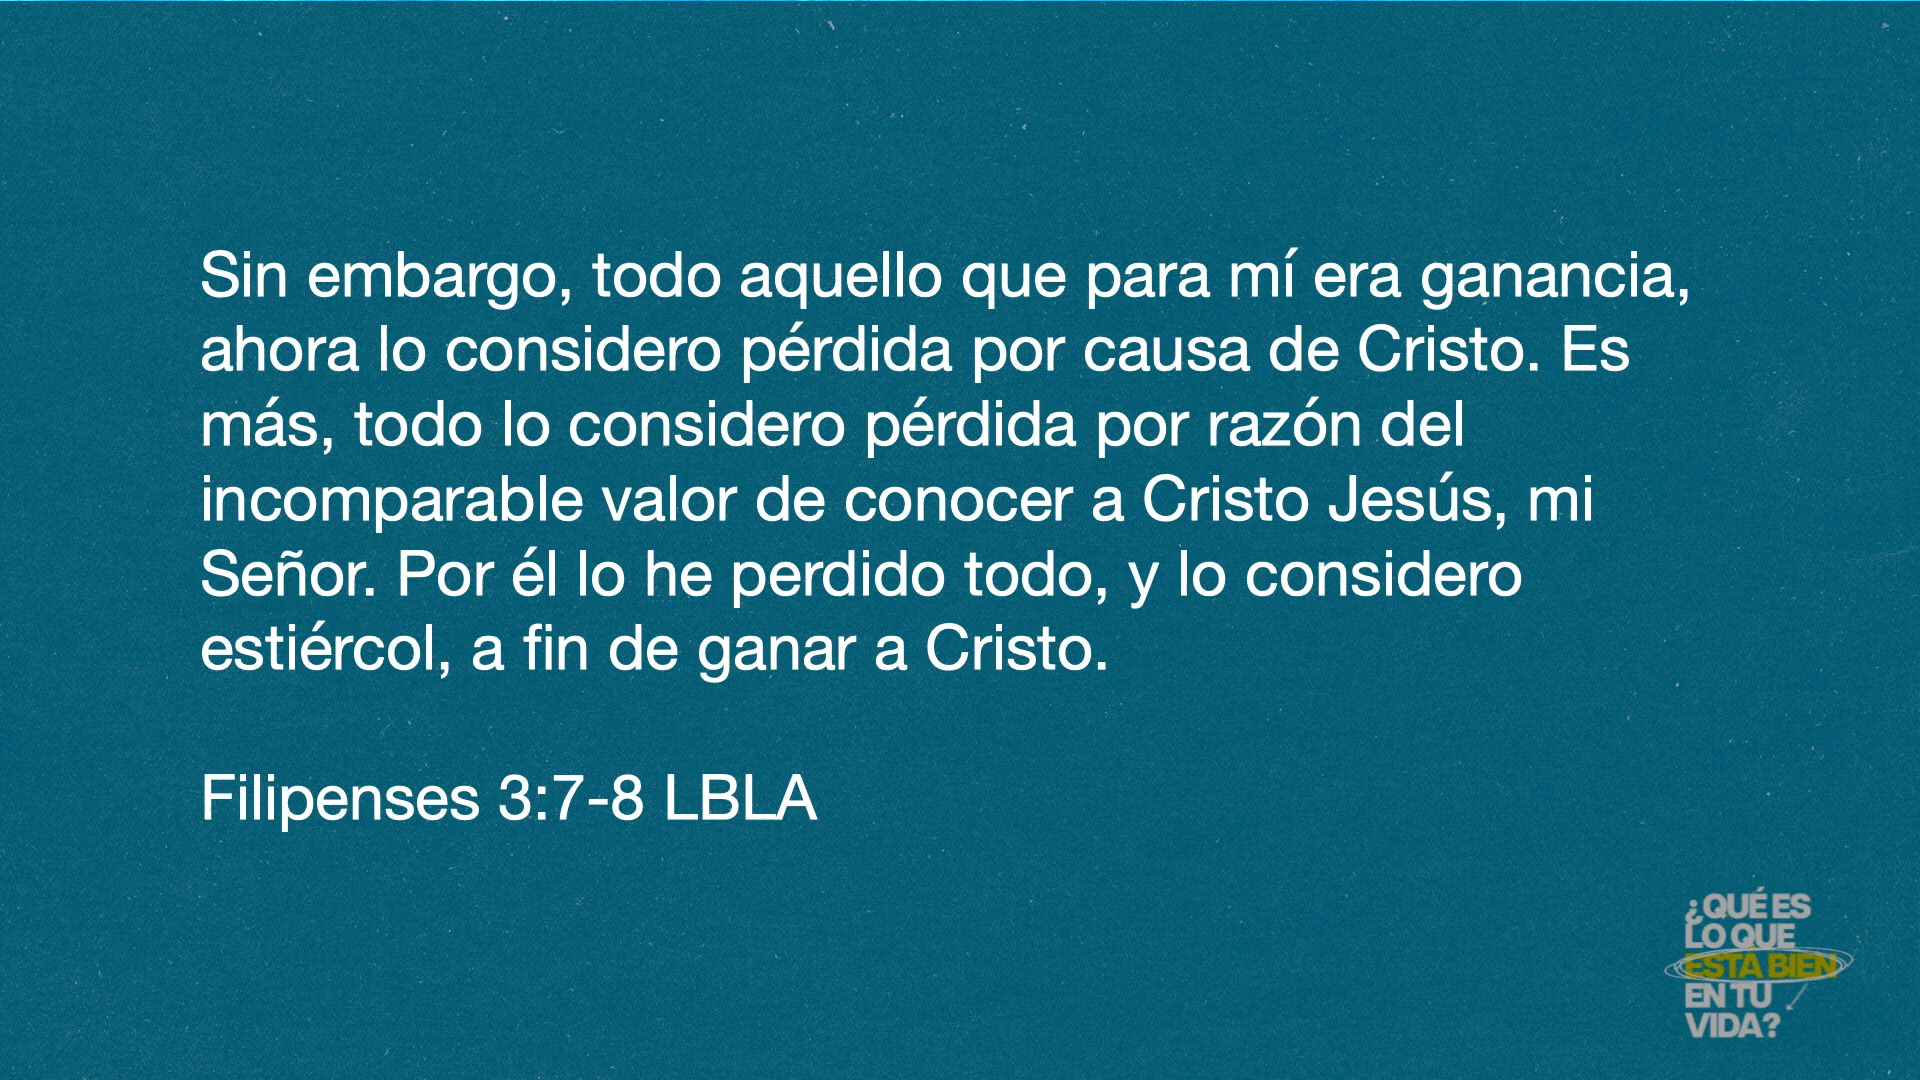 Sin embargo, todo aquello que para mí era ganancia,
ahora lo considero pérdida por causa de Cristo. Es
más, todo lo considero pérdida por razón del
incomparable valor de conocer a Cristo Jesús, mi
Señor. Por él lo he perdido todo, y lo considero
estiércol, a fin de ganar a Cristo.
Filipenses 3:7-8 LBLA
¿QUÉ ES
LO QUE
ESTÁ BIEN
EN TU
VIDA?